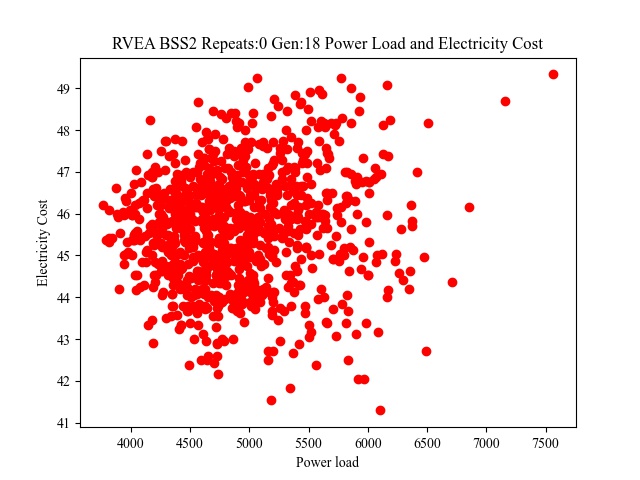 RVEA BSS2 Repeats:0 Gen:18 Power Load and Electricity Cost
49
48
47
46
45
44
43
42
41
Electricity Cost
4000 4500 5000 5500 6000 6500 7000 7500
Power load